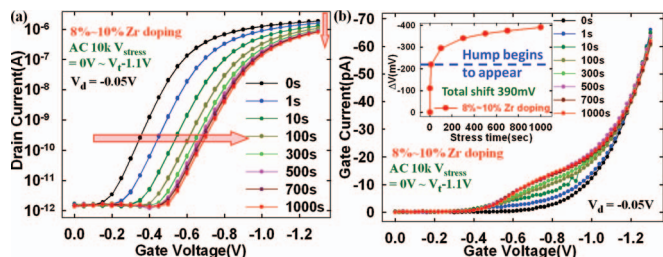 (a)
8%~10% Zr doping
AC 10k Vstress
= 0V ~ Vt-1.1V
Vd = -0.05V
0s
1s
10s
100s
300s
500s
700s
1000s
10-6
10-7
10-8
10-9
10-10
10-11
10-12
Drain Current(A)
0.0 -0.2 -0.4 -0.6 -0.8 -1.0 -1.2
Gate Voltage(V)
(b)
-70
-60
-50
-40
-30
-20
-10
0
Gate Current(pA)
-400
-300
-200
-100
0
ΔV(mV)
Hump begins
to appear
Total shift 390mV
8%~10% Zr doping
0 200 400 600 800 1000
Stress time(sec)
0s
1s
10s
100s
300s
500s
700s
1000s
8%~10% Zr doping
AC 10k Vstress
= 0V ~ Vt-1.1V
Vd = -0.05V
0.0 -0.2 -0.4 -0.6 -0.8 -1.0 -1.2
Gate Voltage(V)